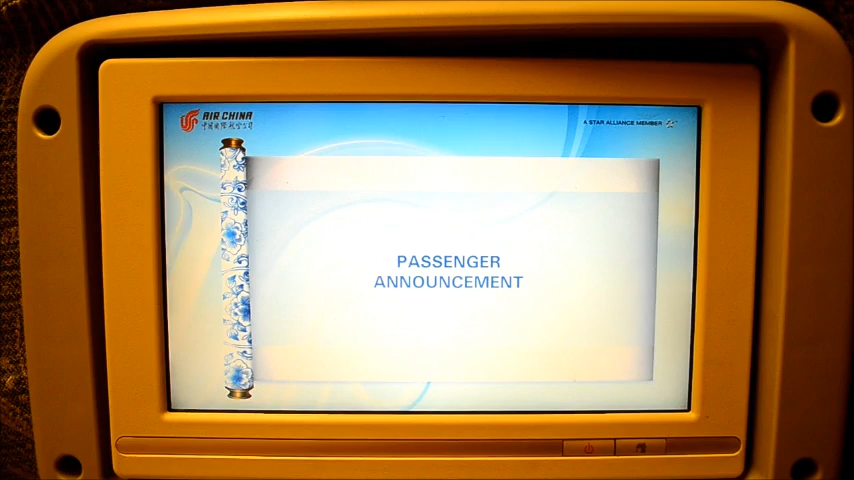 AIR CHINA
中国国际航空公司
A STAR ALLIANCE MEMBER
PASSENGER
ANNOUNCEMENT